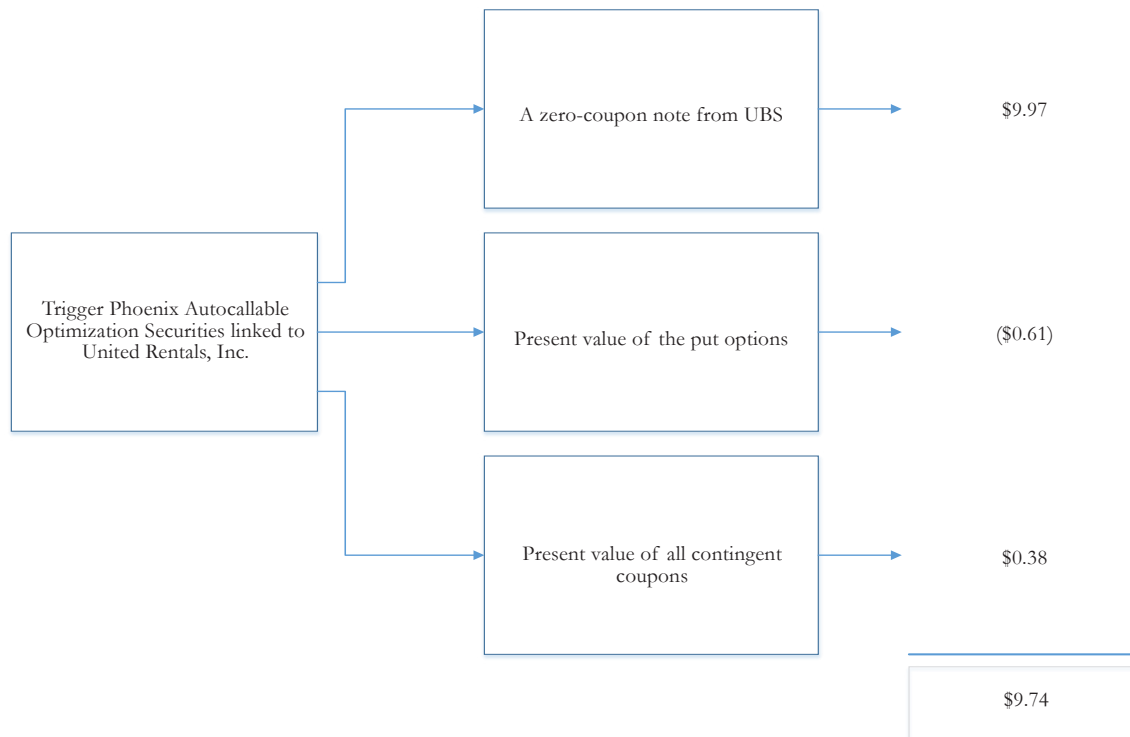 A zero-coupon note from UBS
$9.97
Trigger Phoenix Autocallable
Optimization Securities linked to
United Rentals, Inc.
Present value of the put options
($0.61)
Present value of all contingent
coupons
$0.38
$9.74